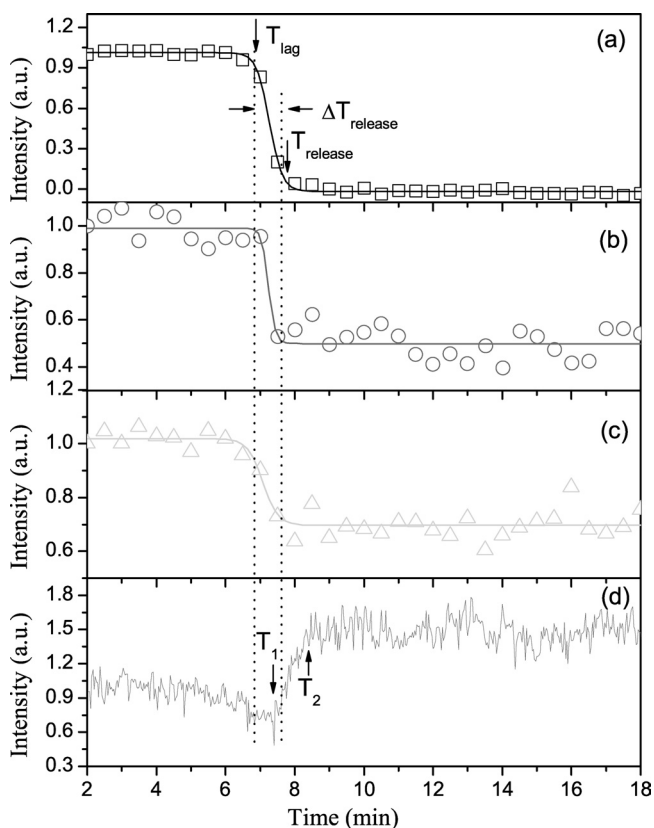 (a)
T_lag
ΔT_release
T_release
Intensity (a.u.)
1.2
0.9
0.6
0.3
0.0
(b)
Intensity (a.u.)
1.0
0.8
0.6
0.4
1.2
(c)
Intensity (a.u.)
1.0
0.8
0.6
1.8
(d)
Intensity (a.u.)
1.5
1.2
0.9
0.6
0.3
T_1
T_2
2 4 6 8 10 12 14 16 18
Time (min)